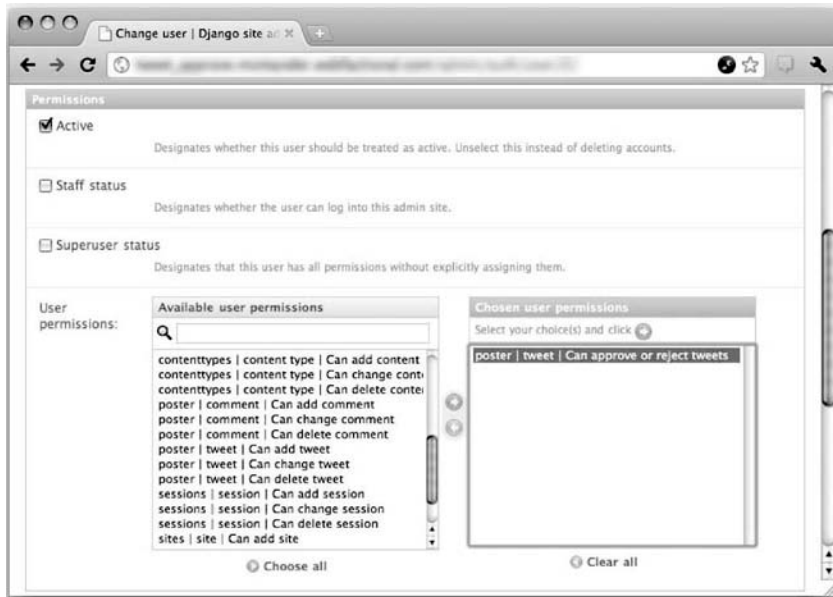 Change user | Django site ad
Permissions
Active
Designates whether this user should be treated as active. Unselect this instead of deleting accounts.
Staff status
Designates whether the user can log into this admin site.
Superuser status
Designates that this user has all permissions without explicitly assigning them.
User permissions:
Available user permissions
contenttypes | content type | Can add content
contenttypes | content type | Can change conte
contenttypes | content type | Can delete conter
poster | comment | Can add comment
poster | comment | Can change comment
poster | comment | Can delete comment
poster | tweet | Can add tweet
poster | tweet | Can change tweet
poster | tweet | Can delete tweet
sessions | session | Can add session
sessions | session | Can change session
sessions | session | Can delete session
sites | site | Can add site
Choose all
Chosen user permissions
Select your choice(s) and click
poster | tweet | Can approve or reject tweets
Clear all